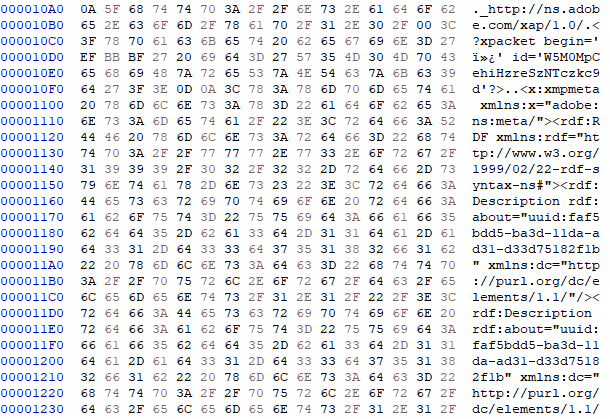 000010A0 0A 5F 68 74 74 70 3A 2F 2F 6E 73 2E 61 64 6F 62 ._http://ns.adob
000010B0 65 2E 63 6F 6D 2F 78 61 70 2F 31 2E 30 2F 00 3C e.com/xap/1.0/.<
000010C0 3F 78 70 61 63 6B 65 74 20 62 65 67 69 6E 3D 27 ?xpacket begin='
000010D0 EF BB BF 27 20 69 64 3D 27 57 35 4D 30 4D 70 43 ï»¿' id='W5M0MpC
000010E0 65 68 69 48 7A 72 65 53 7A 4E 54 63 7A 6B 63 39 ehiHzreSzNTczkc9
000010F0 64 27 3F 3E 0D 0A 3C 78 3A 78 6D 70 6D 65 74 61 d'?>..<x:xmpmeta
00001100 20 78 6D 6C 6E 73 3A 78 3D 22 61 64 6F 62 65 3A xmlns:x="adobe:
00001110 6E 73 3A 6D 65 74 61 2F 22 3E 3C 72 64 66 3A 52 ns:meta/"><rdf:R
00001120 44 46 20 78 6D 6C 6E 73 3A 72 64 66 3D 22 68 74 DF xmlns:rdf="ht
00001130 74 70 3A 2F 2F 77 77 77 2E 77 33 2E 6F 72 67 2F tp://www.w3.org/
00001140 31 39 39 39 2F 30 32 2F 32 32 2D 72 64 66 2D 73 1999/02/22-rdf-s
00001150 79 6E 74 61 78 2D 6E 73 23 22 3E 3C 72 64 66 3A yntax-ns#"><rdf:
00001160 44 65 73 63 72 69 70 74 69 6F 6E 20 72 64 66 3A Description rdf:
00001170 61 62 6F 75 74 3D 22 75 75 69 64 3A 66 61 66 35 about="uuid:faf5
00001180 62 64 64 35 2D 62 61 33 64 2D 31 31 64 61 2D 61 bdd5-ba3d-11da-a
00001190 64 33 31 2D 64 33 33 64 37 35 31 38 32 66 31 62 d31-d33d75182f1b
000011A0 22 20 78 6D 6C 6E 73 3A 64 63 3D 22 68 74 74 70 " xmlns:dc="http
000011B0 3A 2F 2F 70 75 72 6C 2E 6F 72 67 2F 64 63 2F 65 ://purl.org/dc/e
000011C0 6C 65 6D 65 6E 74 73 2F 31 2E 31 2F 22 2F 3E 3C lements/1.1/"/><
000011D0 72 64 66 3A 44 65 73 63 72 69 70 74 69 6F 6E 20 rdf:Description
000011E0 72 64 66 3A 61 62 6F 75 74 3D 22 75 75 69 64 3A rdf:about="uuid:
000011F0 66 61 66 35 62 64 64 35 2D 62 61 33 64 2D 31 31 faf5bdd5-ba3d-11
00001200 64 61 2D 61 64 33 31 2D 64 33 33 64 37 35 31 38 da-ad31-d33d7518
00001210 32 66 31 62 22 20 78 6D 6C 6E 73 3A 64 63 3D 22 2f1b" xmlns:dc="
00001220 68 74 74 70 3A 2F 2F 70 75 72 6C 2E 6F 72 67 2F http://purl.org/
00001230 64 63 2F 65 6C 65 6D 65 6E 74 73 2F 31 2E 31 2F dc/elements/1.1/